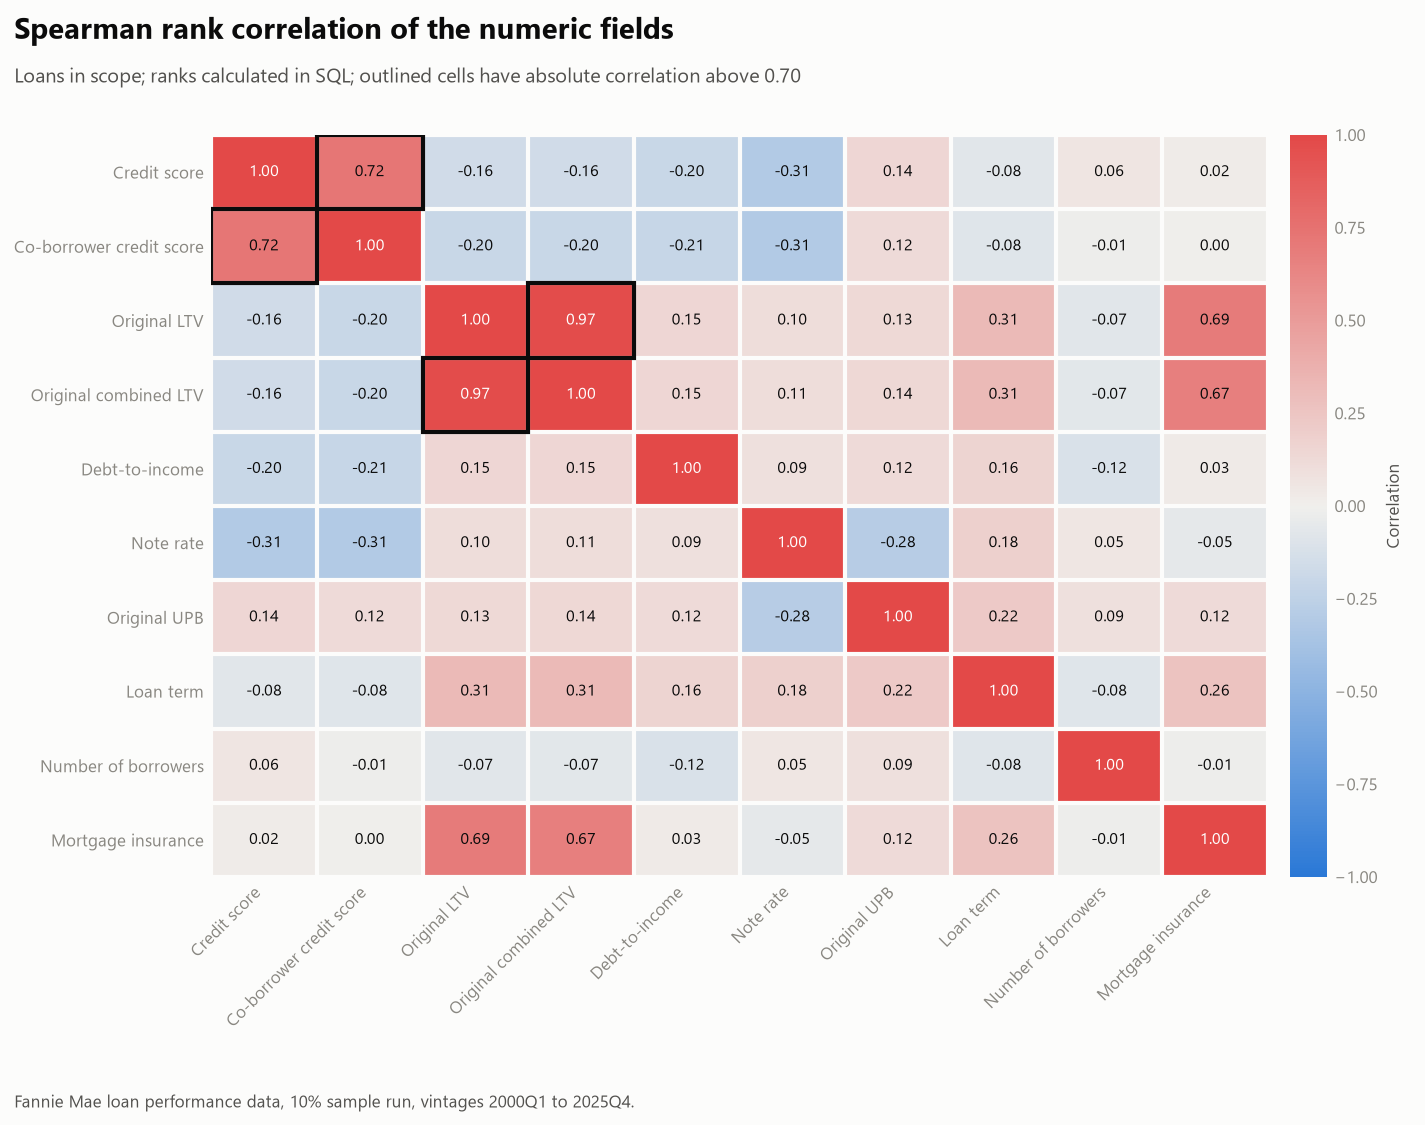 Spearman rank correlation of the numeric fields
Loans in scope; ranks calculated in SQL; outlined cells have absolute correlation above 0.70
Credit score 1.00 0.72 -0.16 -0.16 -0.20 -0.31 0.14 -0.08 0.06 0.02
Co-borrower credit score 0.72 1.00 -0.20 -0.20 -0.21 -0.31 0.12 -0.08 -0.01 0.00
Original LTV -0.16 -0.20 1.00 0.97 0.15 0.10 0.13 0.31 -0.07 0.69
Original combined LTV -0.16 -0.20 0.97 1.00 0.15 0.11 0.14 0.31 -0.07 0.67
Debt-to-income -0.20 -0.21 0.15 0.15 1.00 0.09 0.12 0.16 -0.12 0.03
Note rate -0.31 -0.31 0.10 0.11 0.09 1.00 -0.28 0.18 0.05 -0.05
Original UPB 0.14 0.12 0.13 0.14 0.12 -0.28 1.00 0.22 0.09 0.12
Loan term -0.08 -0.08 0.31 0.31 0.16 0.18 0.22 1.00 -0.08 0.26
Number of borrowers 0.06 -0.01 -0.07 -0.07 -0.12 0.05 0.09 -0.08 1.00 -0.01
Mortgage insurance 0.02 0.00 0.69 0.67 0.03 -0.05 0.12 0.26 -0.01 1.00
Credit score
Co-borrower credit score
Original LTV
Original combined LTV
Debt-to-income
Note rate
Original UPB
Loan term
Number of borrowers
Mortgage insurance
1.00
0.75
0.50
0.25
0.00
−0.25
−0.50
−0.75
−1.00
Correlation
Fannie Mae loan performance data, 10% sample run, vintages 2000Q1 to 2025Q4.